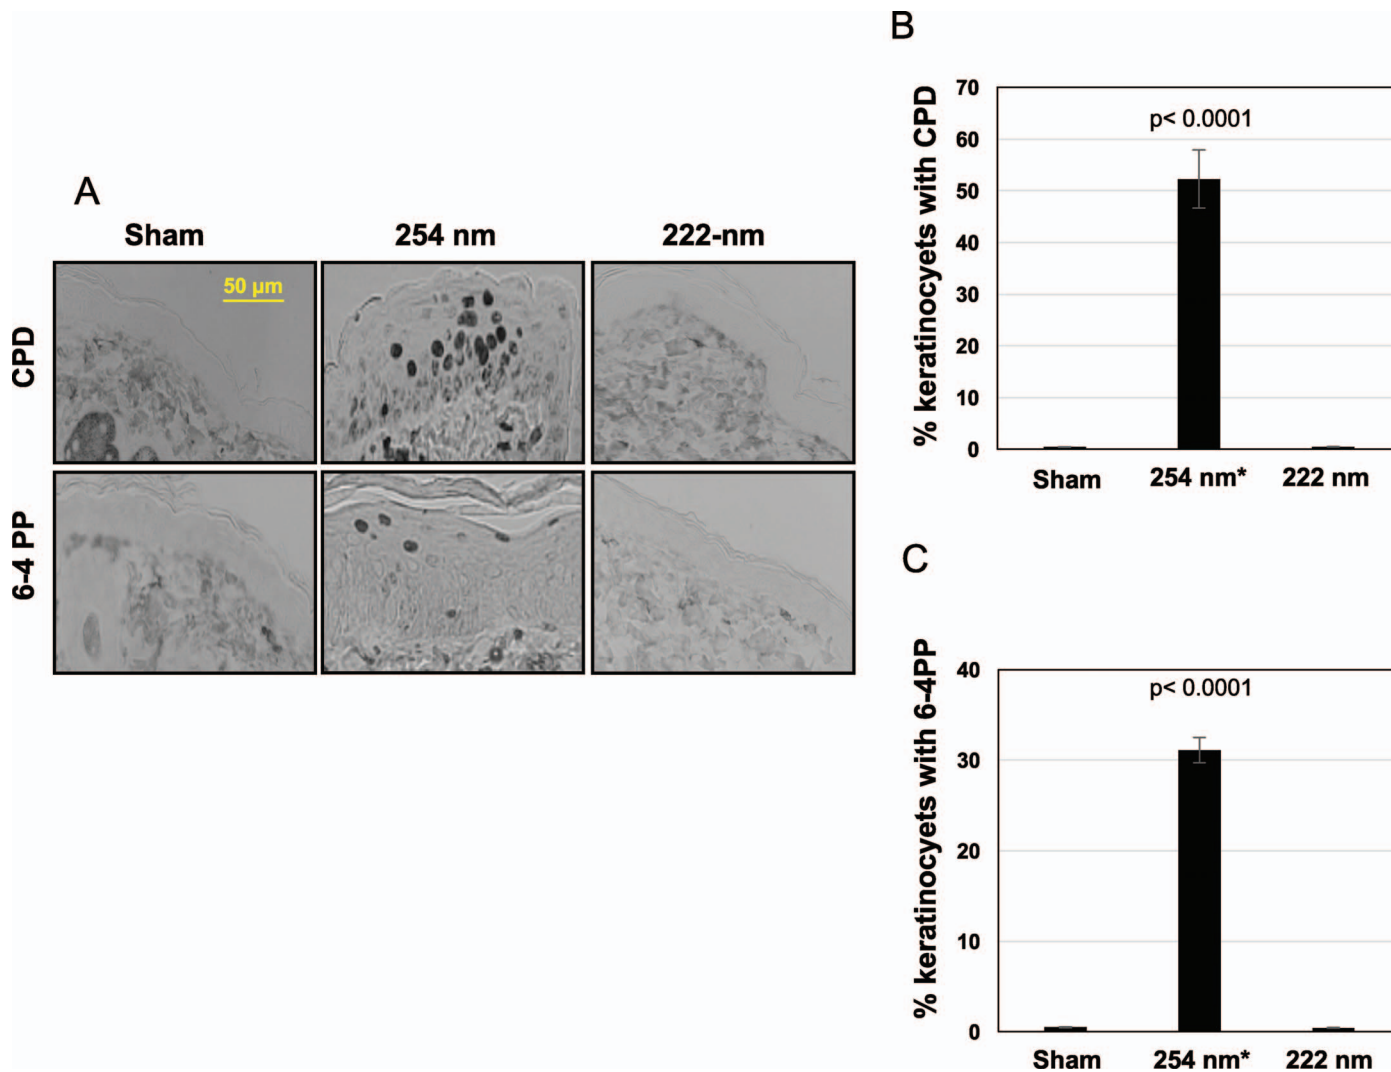 A
Sham 254 nm 222-nm
50 µm
CPD
6-4 PP
B
% keratinocyets with CPD
70
p< 0.0001
60
50
40
30
20
10
0
Sham 254 nm* 222 nm
C
% keratinocyets with 6-4PP
40
p< 0.0001
30
20
10
0
Sham 254 nm* 222 nm